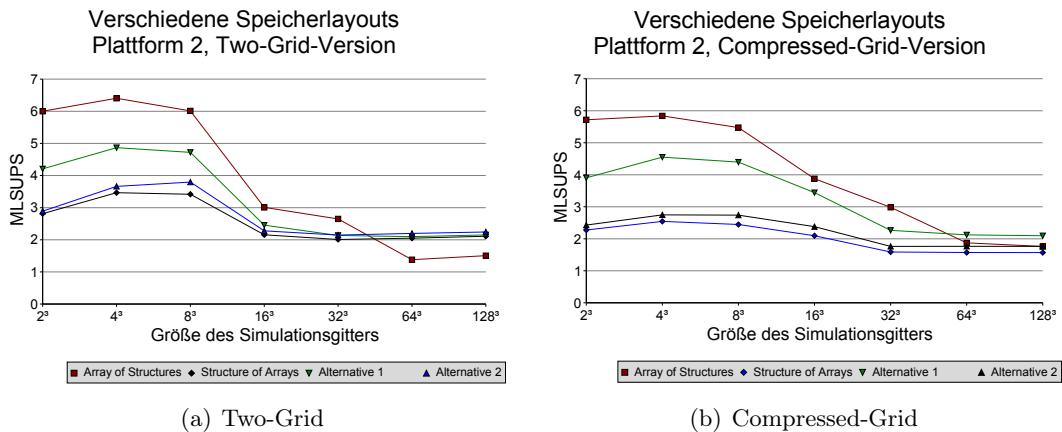 Verschiedene Speicherlayouts
Plattform 2, Two-Grid-Version
7
6
5
4
3
2
1
0
MLSUPS
2³ 4³ 8³ 16³ 32³ 64³ 128³
Größe des Simulationsgitters
Array of Structures Structure of Arrays Alternative 1 Alternative 2
(a) Two-Grid
Verschiedene Speicherlayouts
Plattform 2, Compressed-Grid-Version
7
6
5
4
3
2
1
0
MLSUPS
2³ 4³ 8³ 16³ 32³ 64³ 128³
Größe des Simulationsgitters
Array of Structures Structure of Arrays Alternative 1 Alternative 2
(b) Compressed-Grid